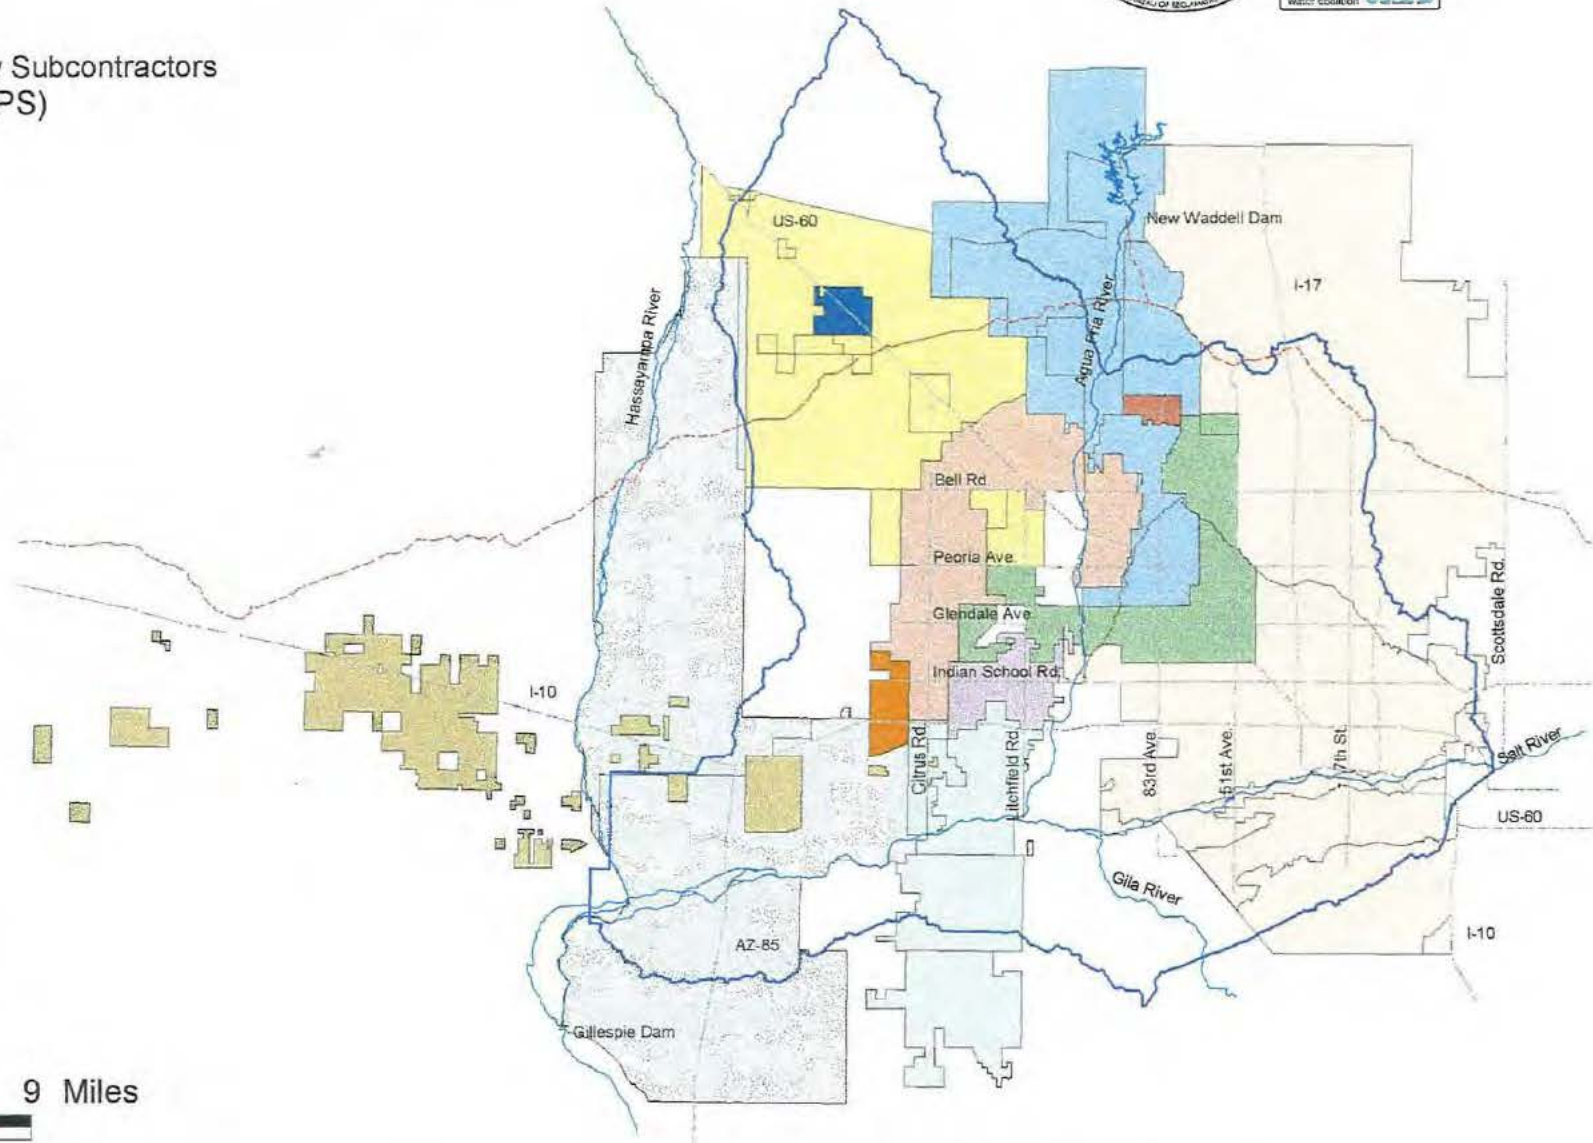 Subcontractors
PS)
US-60
New Waddell Dam
I-17
Agua Fria River
Hassayampa River
Bell Rd
Peoria Ave.
Glendale Ave.
Indian School Rd.
Scottsdale Rd.
I-10
Citrus Rd.
Litchfield Rd.
83rd Ave.
51st Ave.
7th St.
Salt River
US-60
Gila River
I-10
AZ-85
Gillespie Dam
9 Miles